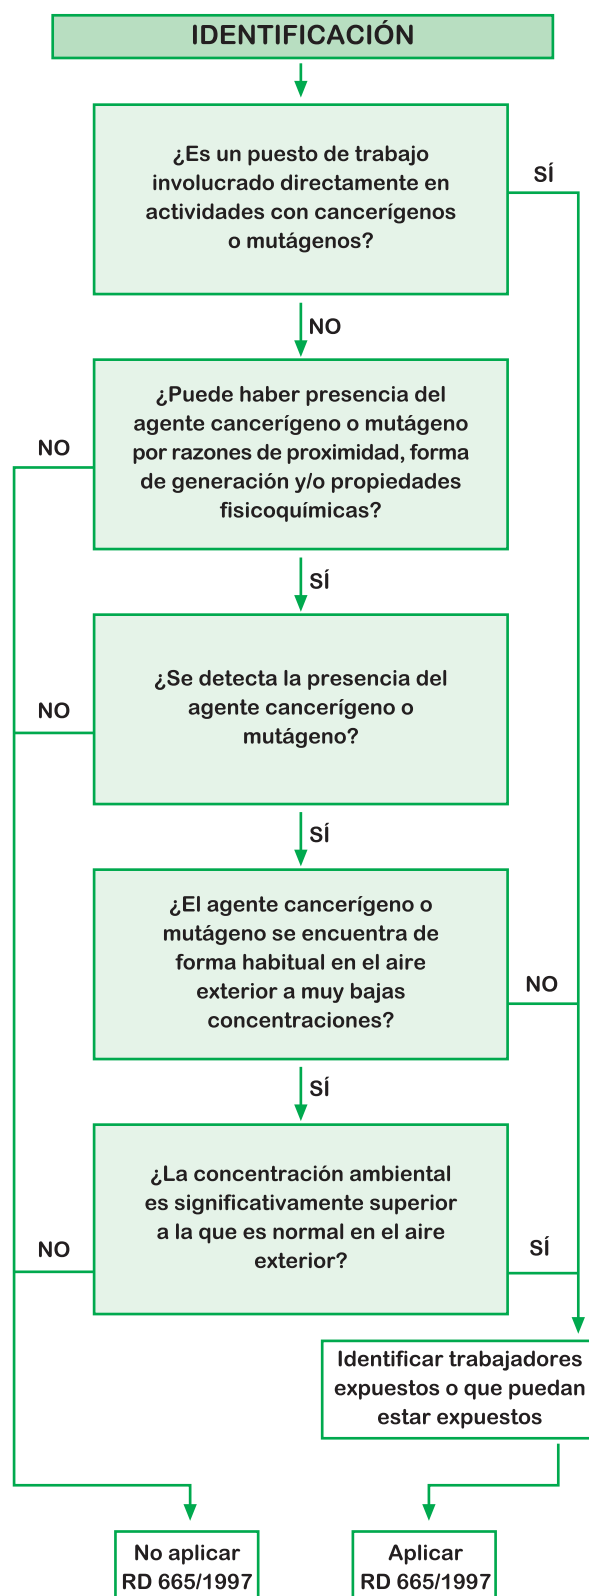 IDENTIFICACIÓN
¿Es un puesto de trabajo
involucrado directamente en
actividades con cancerígenos
o mutágenos?
SÍ
NO
¿Puede haber presencia del
agente cancerígeno o mutágeno
por razones de proximidad, forma
de generación y/o propiedades
fisicoquímicas?
NO
SÍ
¿Se detecta la presencia del
agente cancerígeno o
mutágeno?
NO
SÍ
¿El agente cancerígeno o
mutágeno se encuentra de
forma habitual en el aire
exterior a muy bajas
concentraciones?
NO
SÍ
¿La concentración ambiental
es significativamente superior
a la que es normal en el aire
exterior?
NO
SÍ
Identificar trabajadores
expuestos o que puedan
estar expuestos
No aplicar
RD 665/1997
Aplicar
RD 665/1997